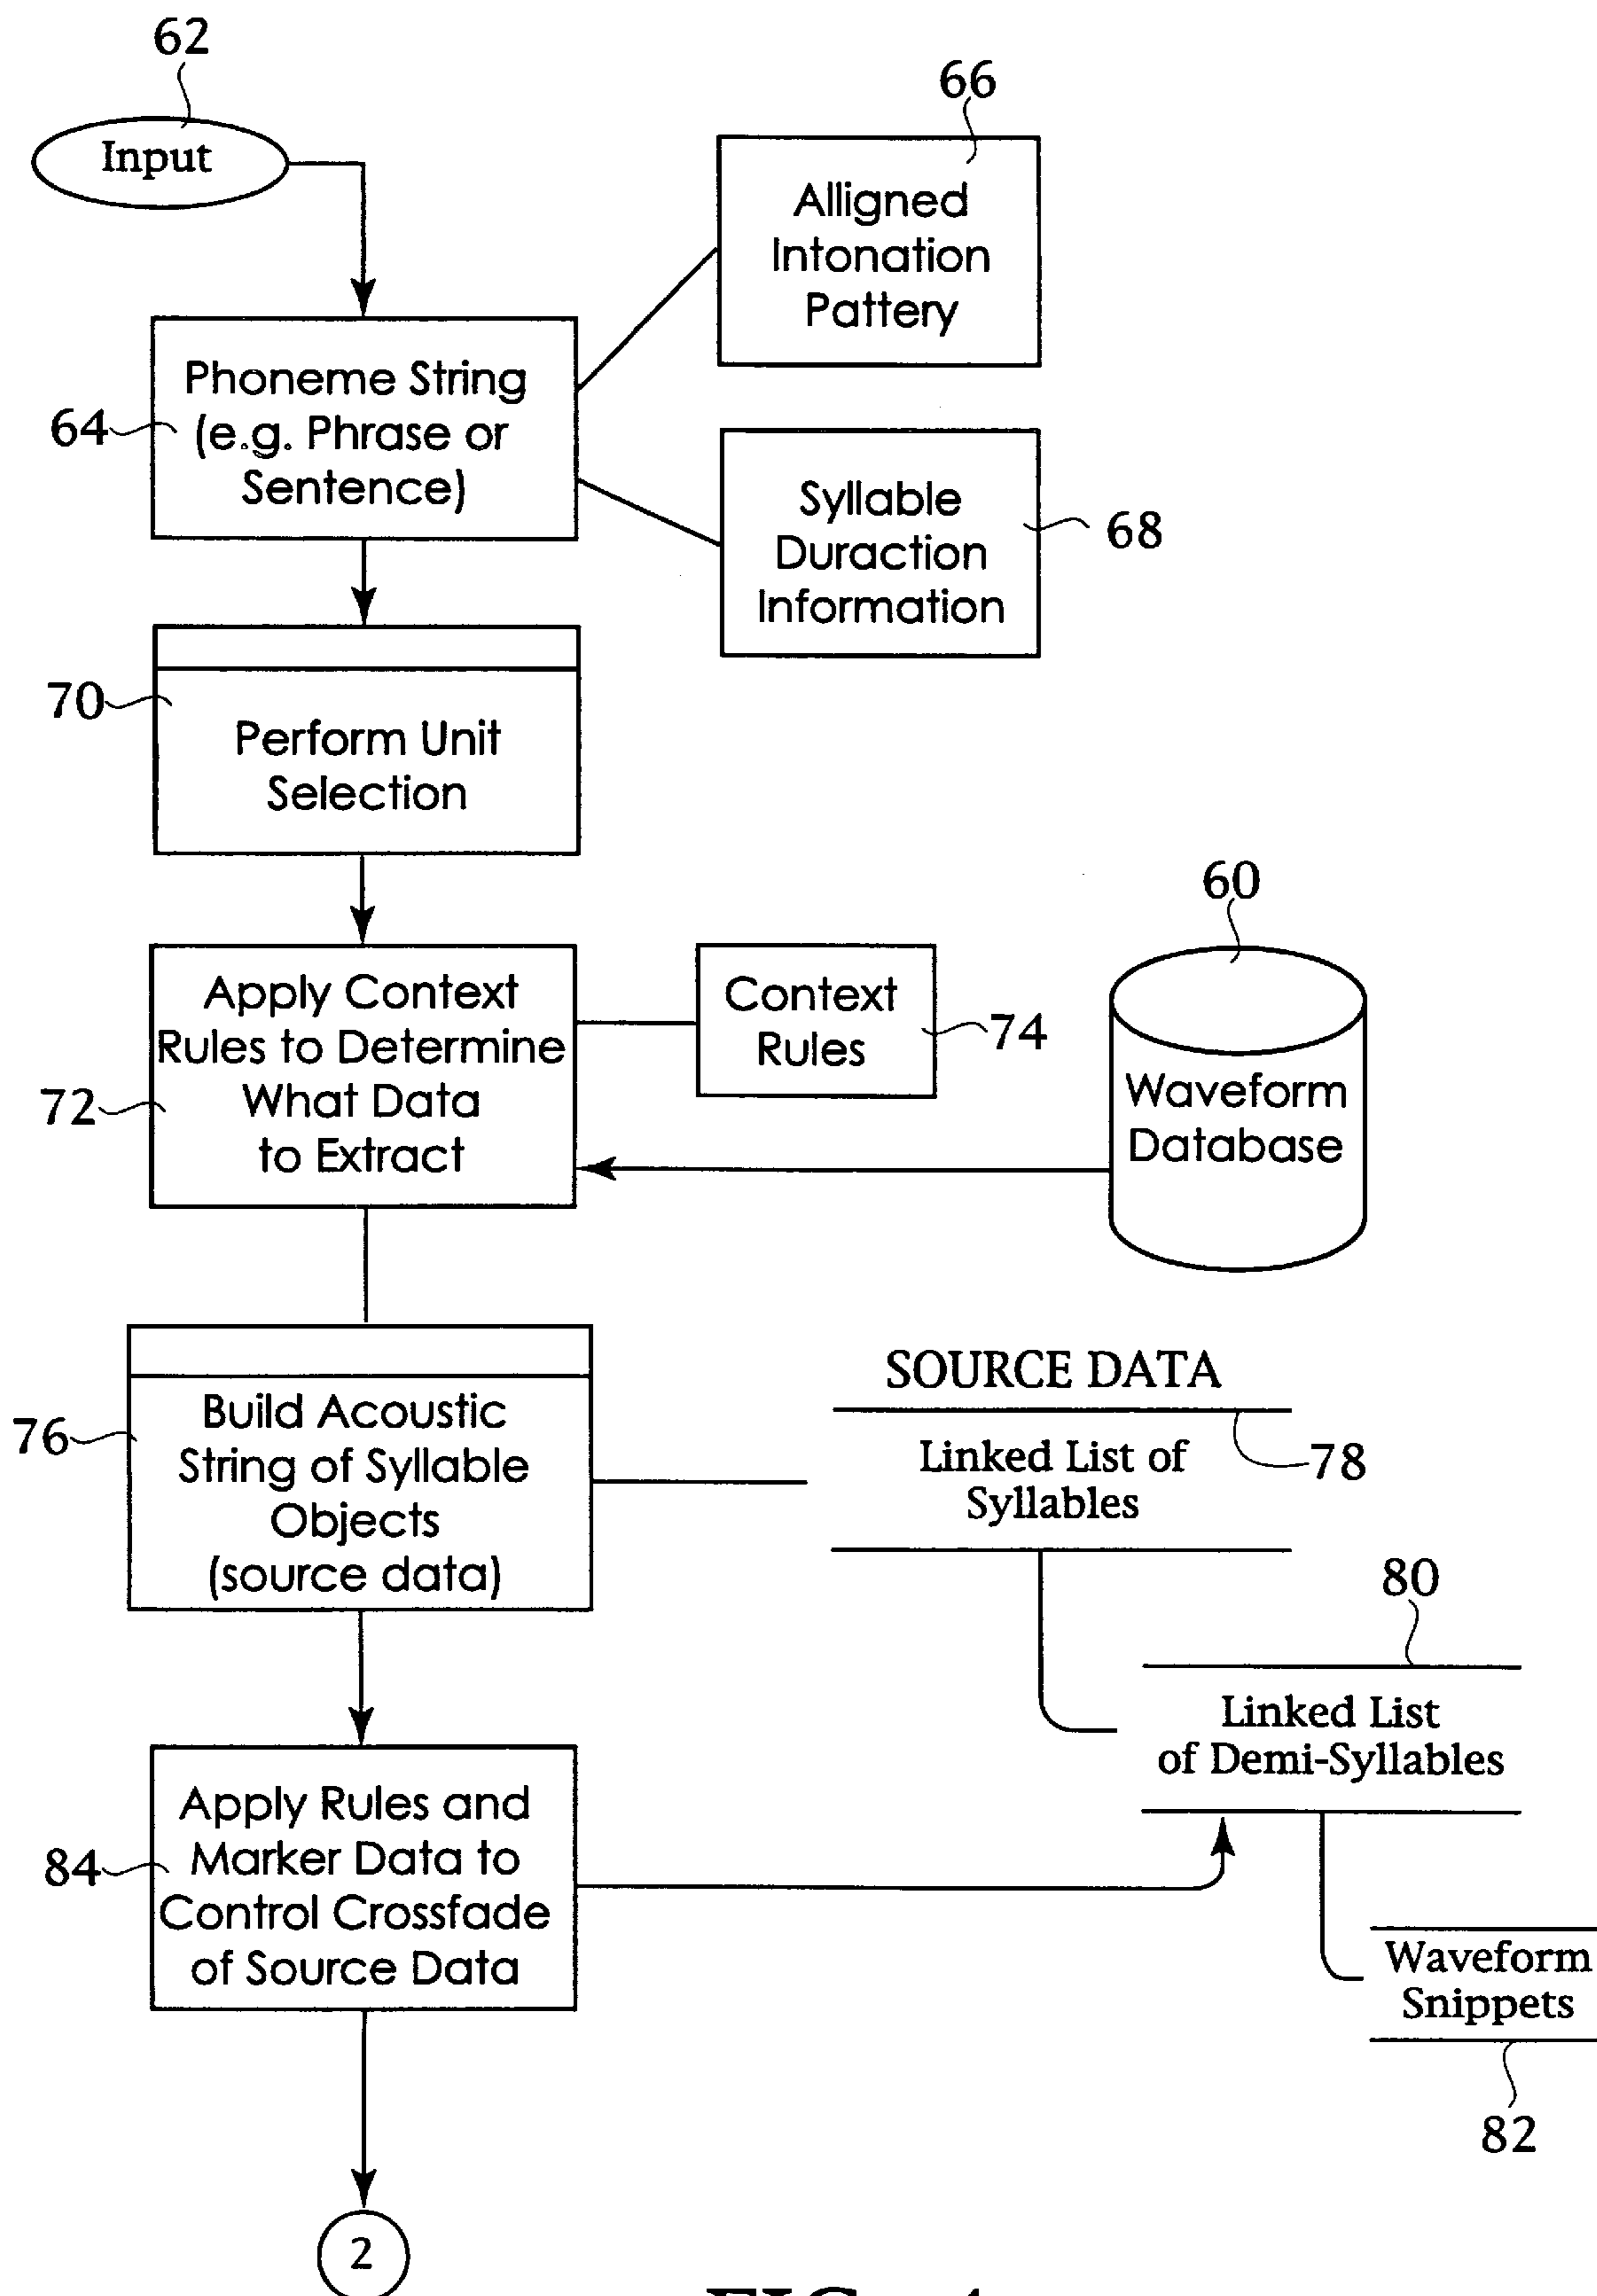 62
Input
66
Alligned
Intonation
Pattery
Phoneme String
(e.g. Phrase or
Sentence)
64
Syllable
Duraction
Information
68
70
Perform Unit
Selection
60
Apply Context
Rules to Determine
What Data
to Extract
72
Context
Rules
74
Waveform
Database
76
Build Acoustic
String of Syllable
Objects
(source data)
SOURCE DATA
Linked List of
Syllables
78
80
Linked List
of Demi-Syllables
84
Apply Rules and
Marker Data to
Control Crossfade
of Source Data
Waveform
Snippets
82
2